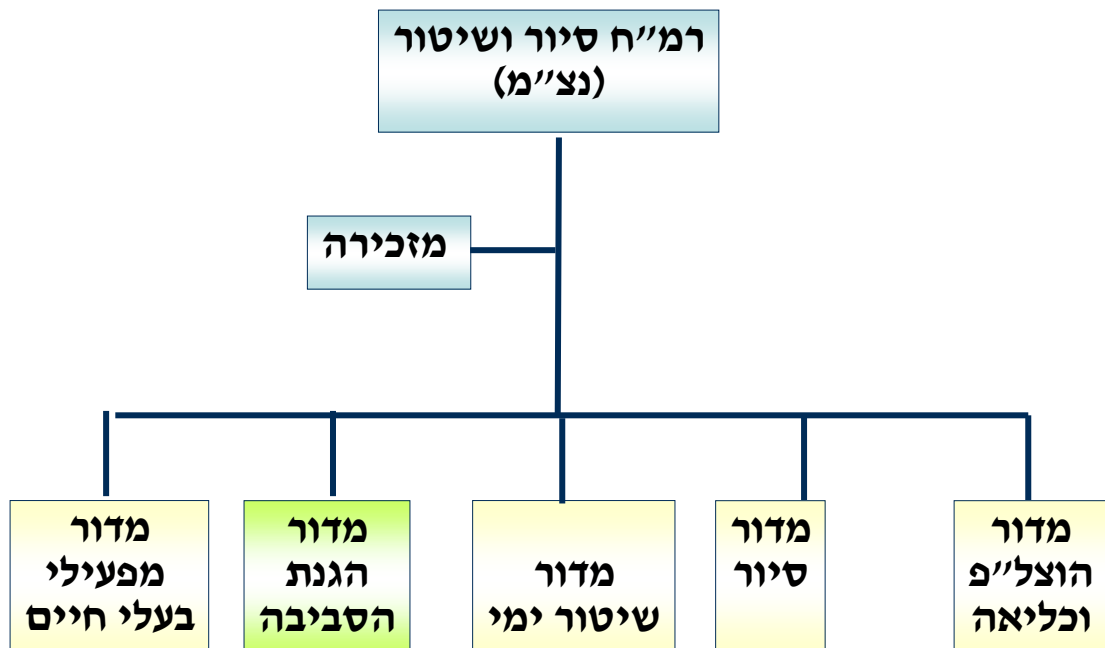 רמ״ח סיור ושיטור
(נצ״מ)
מזכירה
מדור
הוצל״פ
וכליאה
מדור
סיור
מדור
שיטור ימי
מדור
הגנת
הסביבה
מדור
מפעילי
בעלי חיים